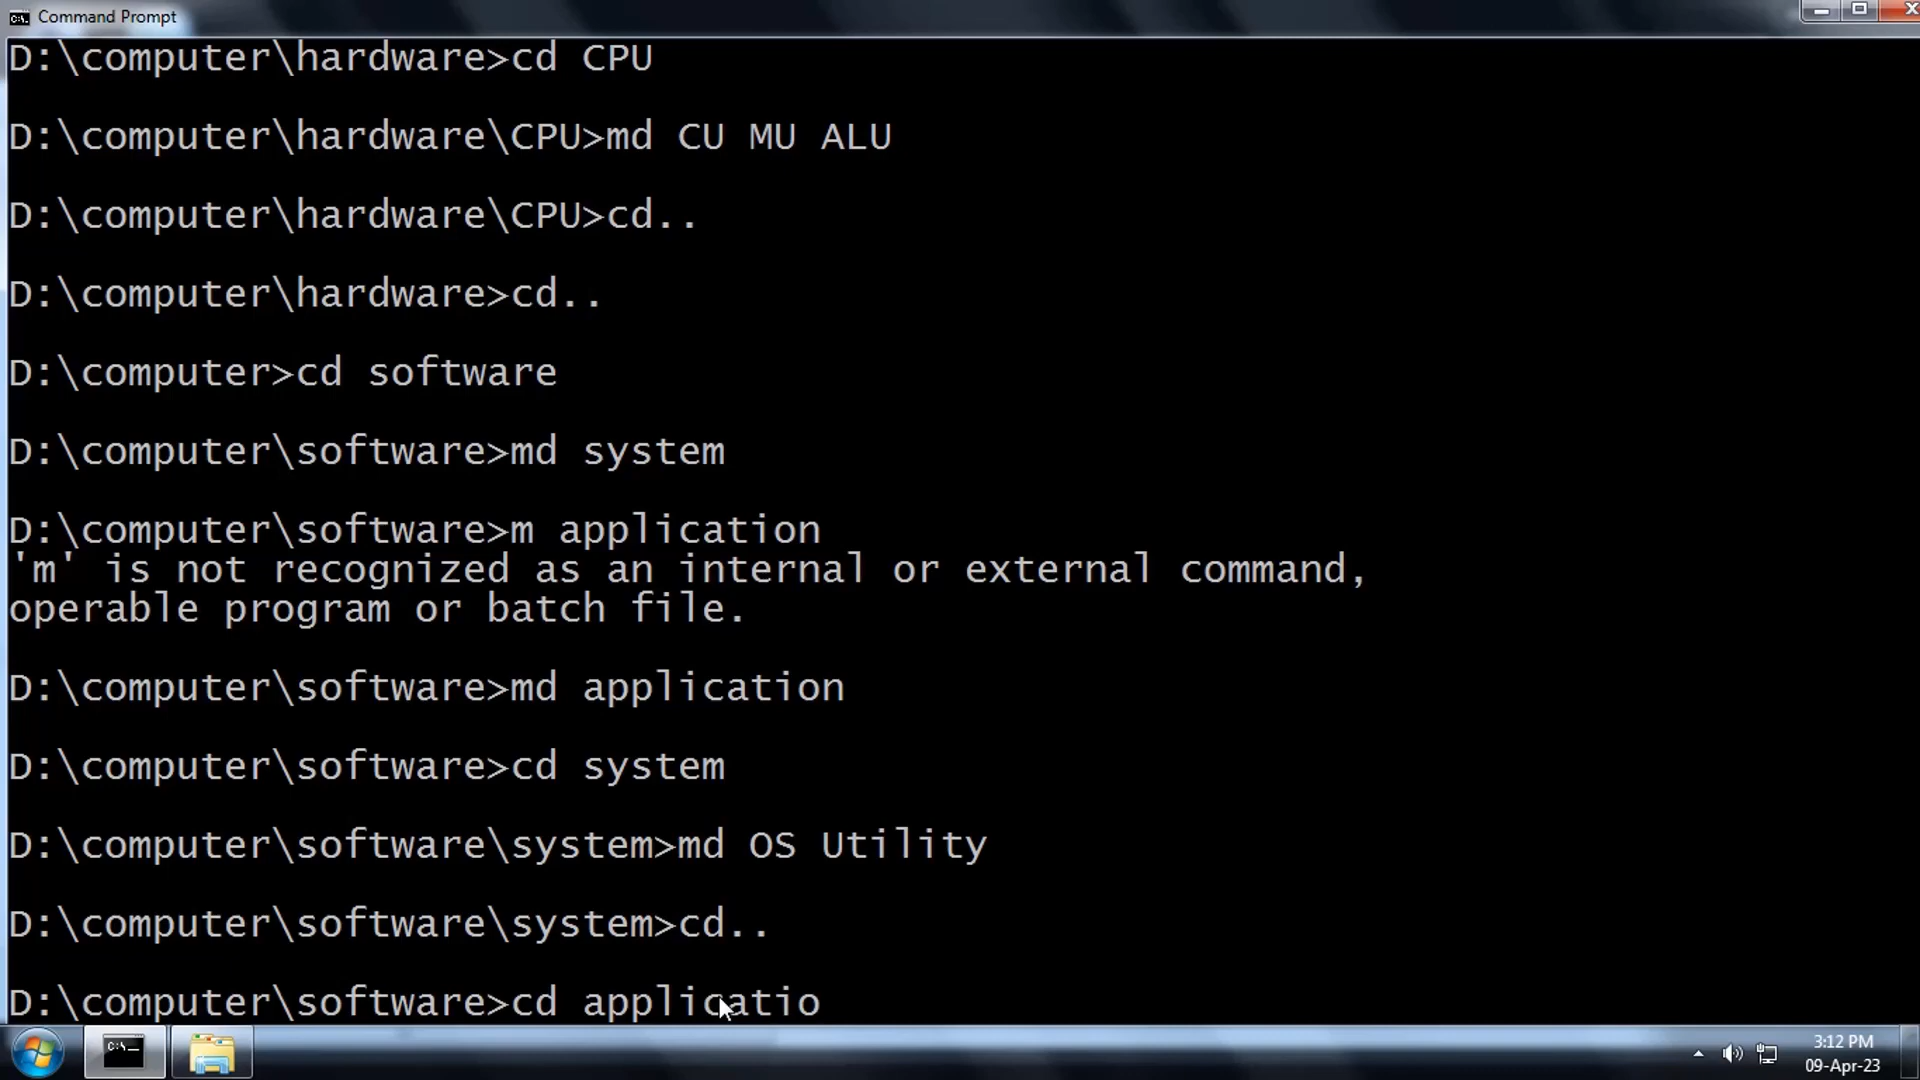 Command Prompt
D:\computer\hardware>cd CPU
D:\computer\hardware\CPU>md CU MU ALU
D:\computer\hardware\CPU>cd..
D:\computer\hardware>cd..
D:\computer>cd software
D:\computer\software>md system
D:\computer\software>m application
'm' is not recognized as an internal or external command,
operable program or batch file.
D:\computer\software>md application
D:\computer\software>cd system
D:\computer\software\system>md OS Utility
D:\computer\software\system>cd..
D:\computer\software>cd applicatio
3:12 PM
09-Apr-23